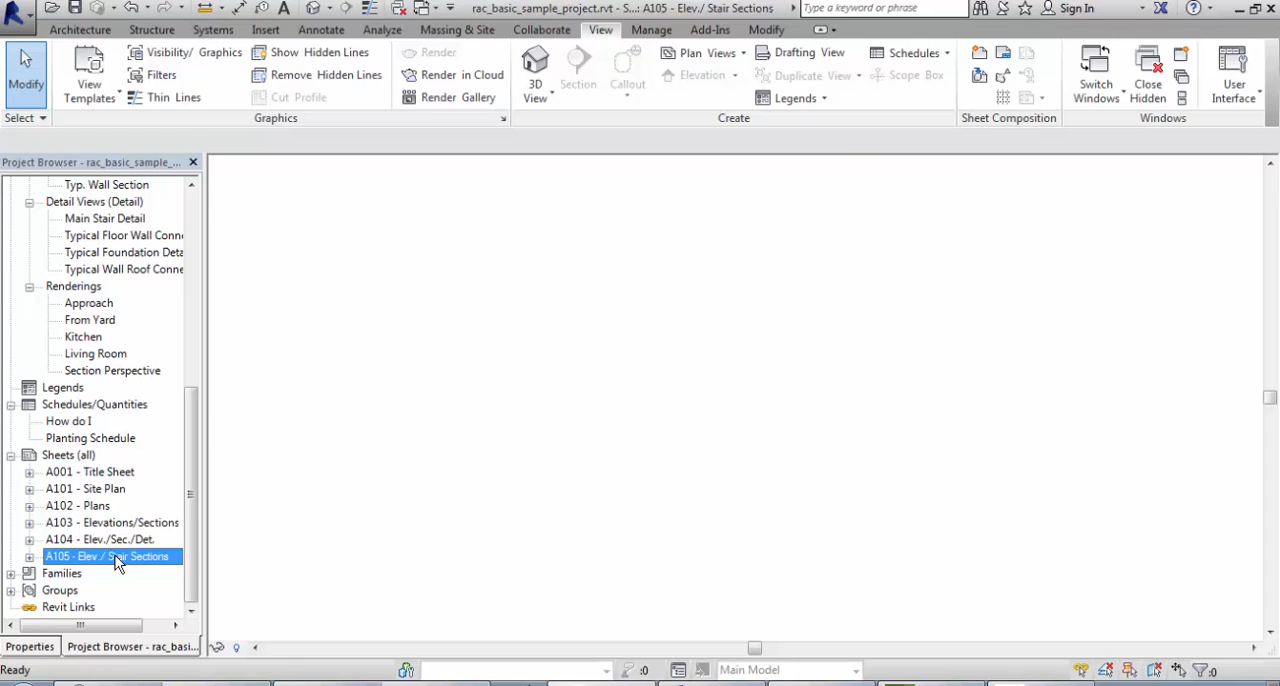 rac_basic_sample_project.rvt - S...: A105 - Elev./ Stair Sections
Type a keyword or phrase
Sign In
Architecture Structure Systems Insert Annotate Analyze Massing & Site Collaborate View Manage Add-Ins Modify
Modify
View
Templates
Visibility/ Graphics
Filters
Thin Lines
Show Hidden Lines
Remove Hidden Lines
Cut Profile
Render
Render in Cloud
Render Gallery
3D
View
Section
Callout
Plan Views
Elevation
Drafting View
Duplicate View
Legends
Schedules
Scope Box
Switch
Windows
Close
Hidden
User
Interface
Select
Graphics
Create
Sheet Composition
Windows
Project Browser - rac_basic_sample_...
Typ. Wall Section
Detail Views (Detail)
Main Stair Detail
Typical Floor Wall Conn
Typical Foundation Deta
Typical Wall Roof Conne
Renderings
Approach
From Yard
Kitchen
Living Room
Section Perspective
Legends
Schedules/Quantities
How do I
Planting Schedule
Sheets (all)
A001 - Title Sheet
A101 - Site Plan
A102 - Plans
A103 - Elevations/Sections
A104 - Elev./Sec./Det.
A105 - Elev./ Stair Sections
Families
Groups
Revit Links
Properties
Project Browser - rac_basi...
Ready
:0
Main Model
:0